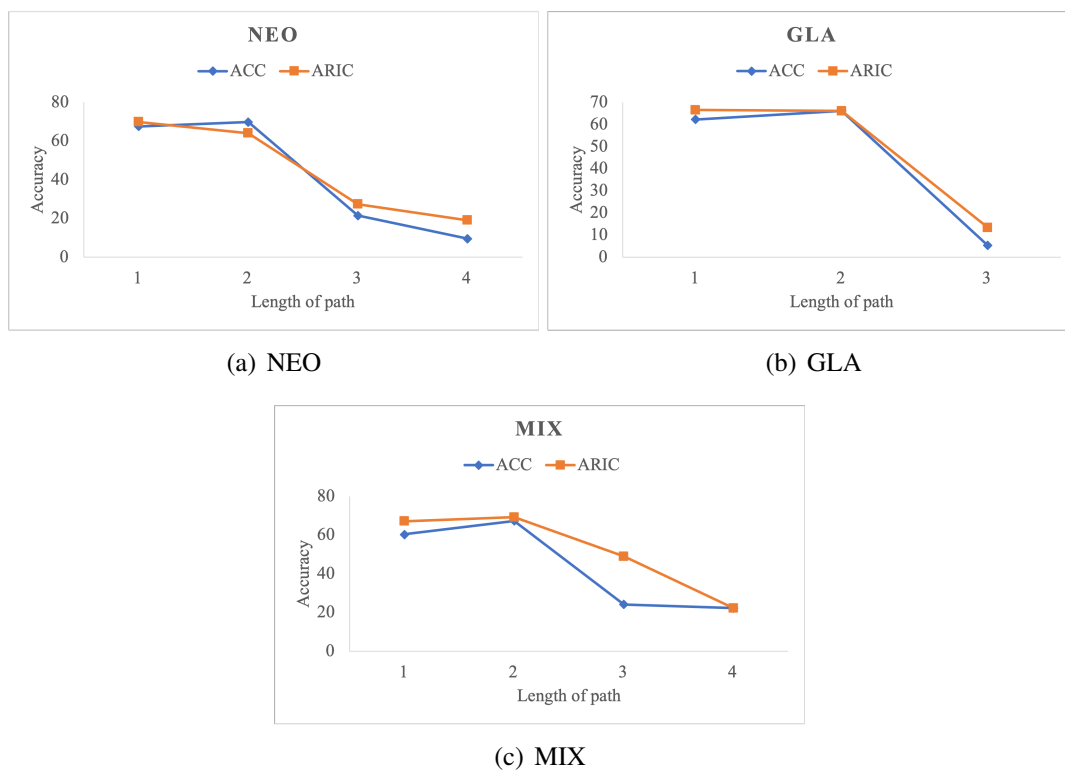 NEO
ACC ARIC
80
60
40
20
0
Accuracy
1 2 3 4
Length of path
(a) NEO
GLA
ACC ARIC
70
60
50
40
30
20
10
0
Accuracy
1 2 3
Length of path
(b) GLA
MIX
ACC ARIC
80
60
40
20
0
Accuracy
1 2 3 4
Length of path
(c) MIX